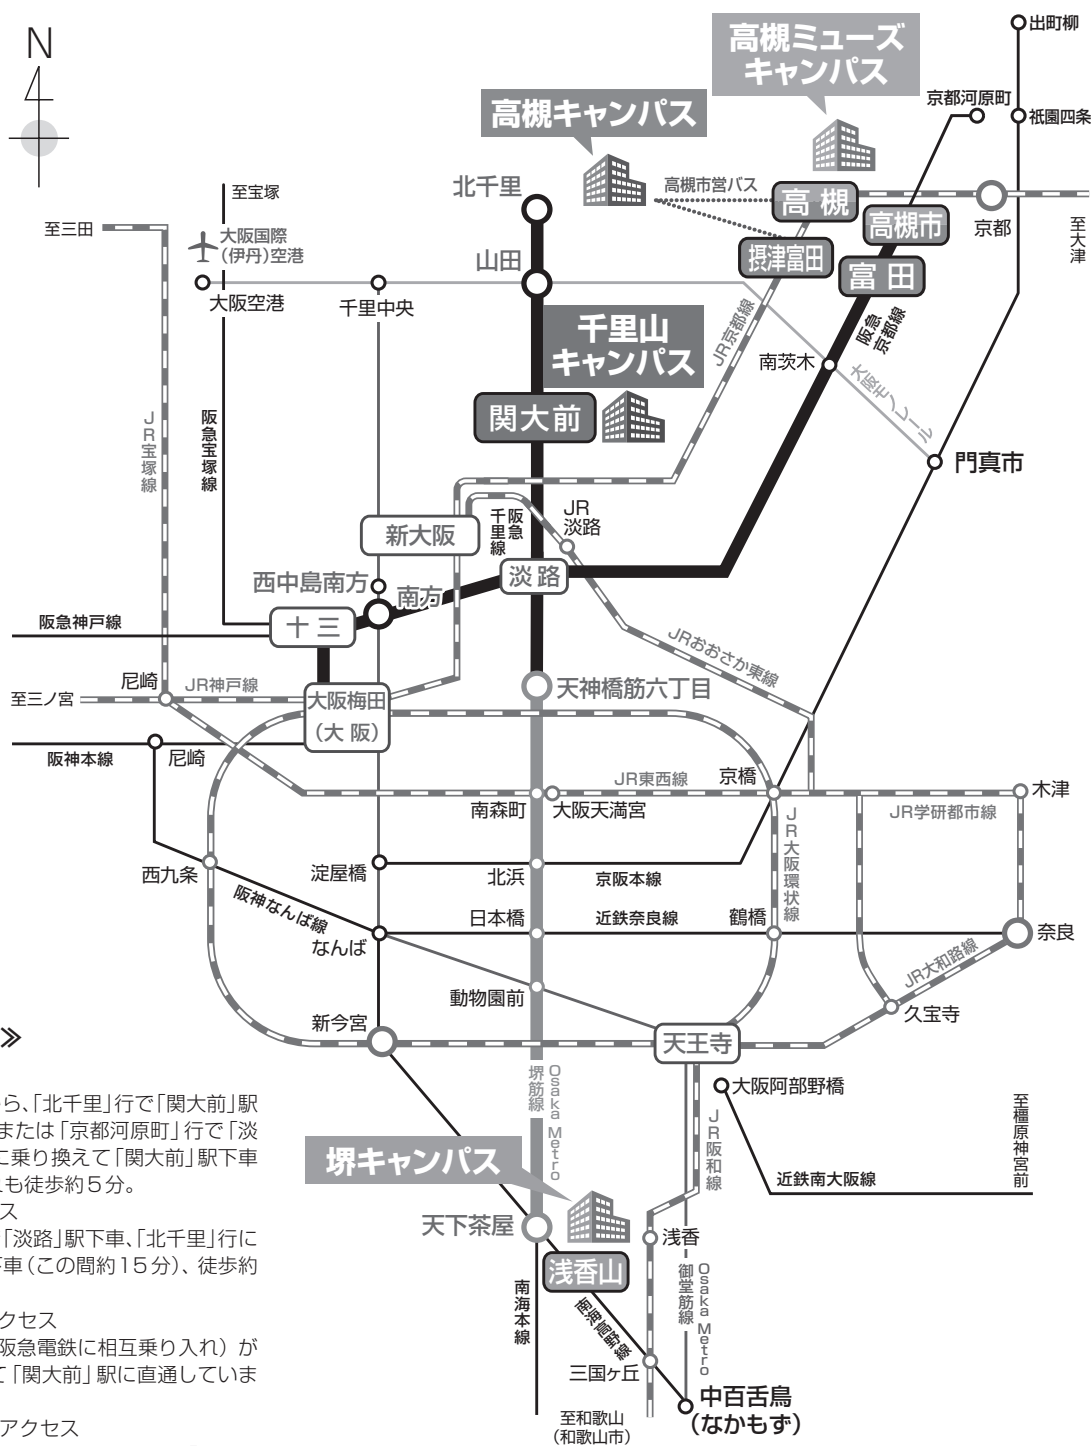 N
高槻ミューズ
キャンパス
出町柳
高槻キャンパス
京都河原町
祇園四条
北千里
高槻市営バス
高槻
至宝塚
至三田
大阪国際
(伊丹)空港
高槻市
京都
至大津
山田
摂津富田
富田
大阪空港
千里中央
千里山
キャンパス
JR京都線
阪急
京都線
南茨木
大阪モノレール
関大前
JR宝塚線
阪急宝塚線
門真市
新大阪
阪急
千里線
JR
淡路
淡路
西中島南方
南方
阪急神戸線
十三
JRおおさか東線
尼崎
JR神戸線
至三ノ宮
大阪梅田
(大阪)
天神橋筋六丁目
阪神本線
尼崎
JR東西線
京橋
南森町
大阪天満宮
木津
JR学研都市線
JR大阪環状線
西九条
淀屋橋
北浜
京阪本線
阪神なんば線
日本橋
近鉄奈良線
鶴橋
なんば
奈良
JR大和路線
動物園前
久宝寺
新今宮
天王寺
≫
Osaka Metro
堺筋線
大阪阿部野橋
至橿原神宮前
JR阪和線
近鉄南大阪線
ら、「北千里」行で「関大前」駅
または「京都河原町」行で「淡
に乗り換えて「関大前」駅下車
も徒歩約5分。
ス
「淡路」駅下車、「北千里」行に
車(この間約15分)、徒歩約
クセス
阪急電鉄に相互乗り入れ)が
て「関大前」駅に直通していま
アクセス
堺キャンパス
天下茶屋
浅香
浅香山
南海本線
南海高野線
Osaka Metro
御堂筋線
三国ヶ丘
中百舌鳥
(なかもず)
至和歌山
(和歌山市)